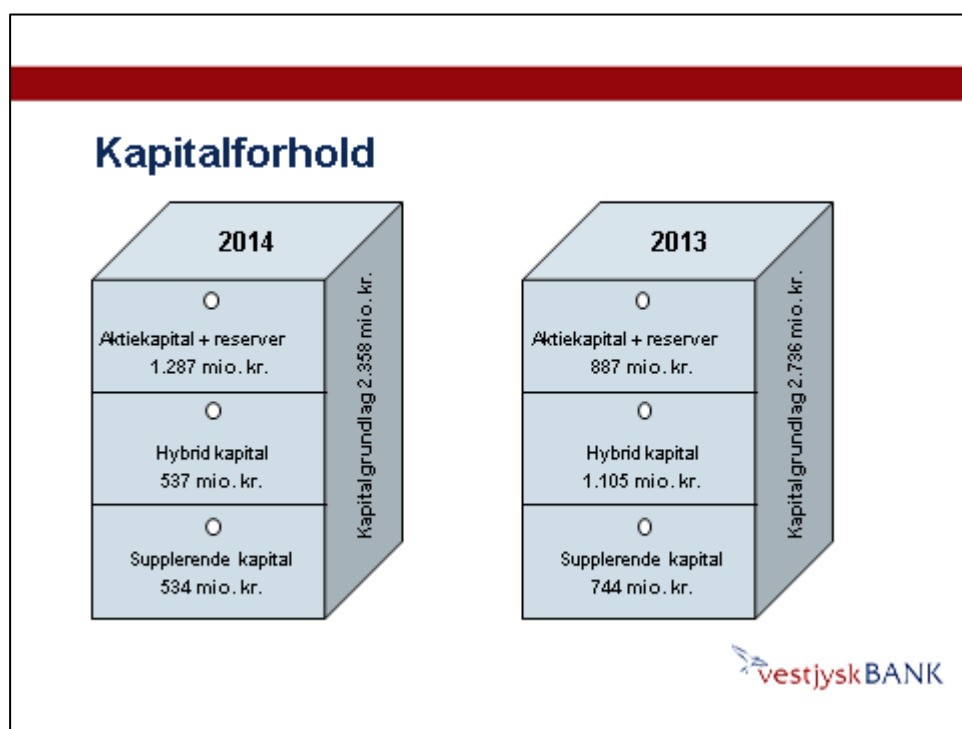 Kapitalforhold
2014
Aktiekapital + reserver
1.287 mio. kr.
Hybrid kapital
537 mio. kr.
Supplerende kapital
534 mio. kr.
Kapitalgrundlag 2.358 mio. kr.
2013
Aktiekapital + reserver
887 mio. kr.
Hybrid kapital
1.105 mio. kr.
Supplerende kapital
744 mio. kr.
Kapitalgrundlag 2.736 mio. kr.
vestjyskBANK